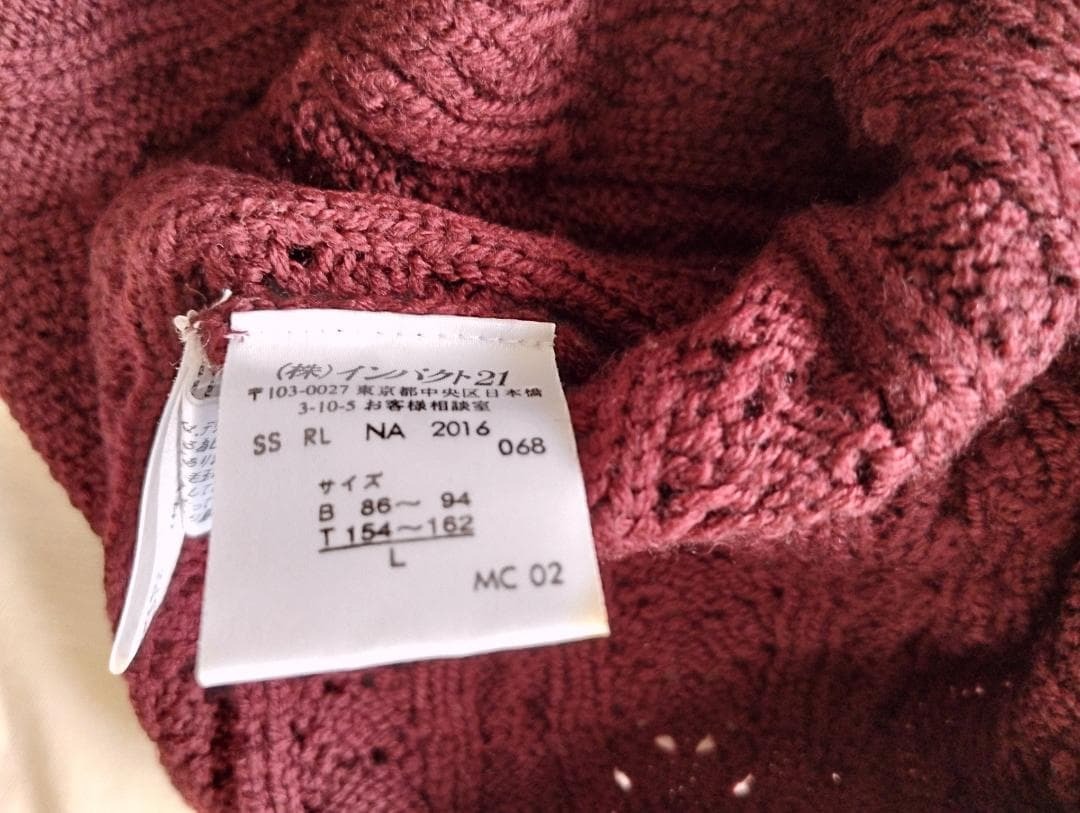 (株)インパクト21
〒103-0027 東京都中央区日本橋
3-10-5 お客様相談室
SS RL NA 2016
068
サイズ
B 86～ 94
T 154～162
L
MC 02